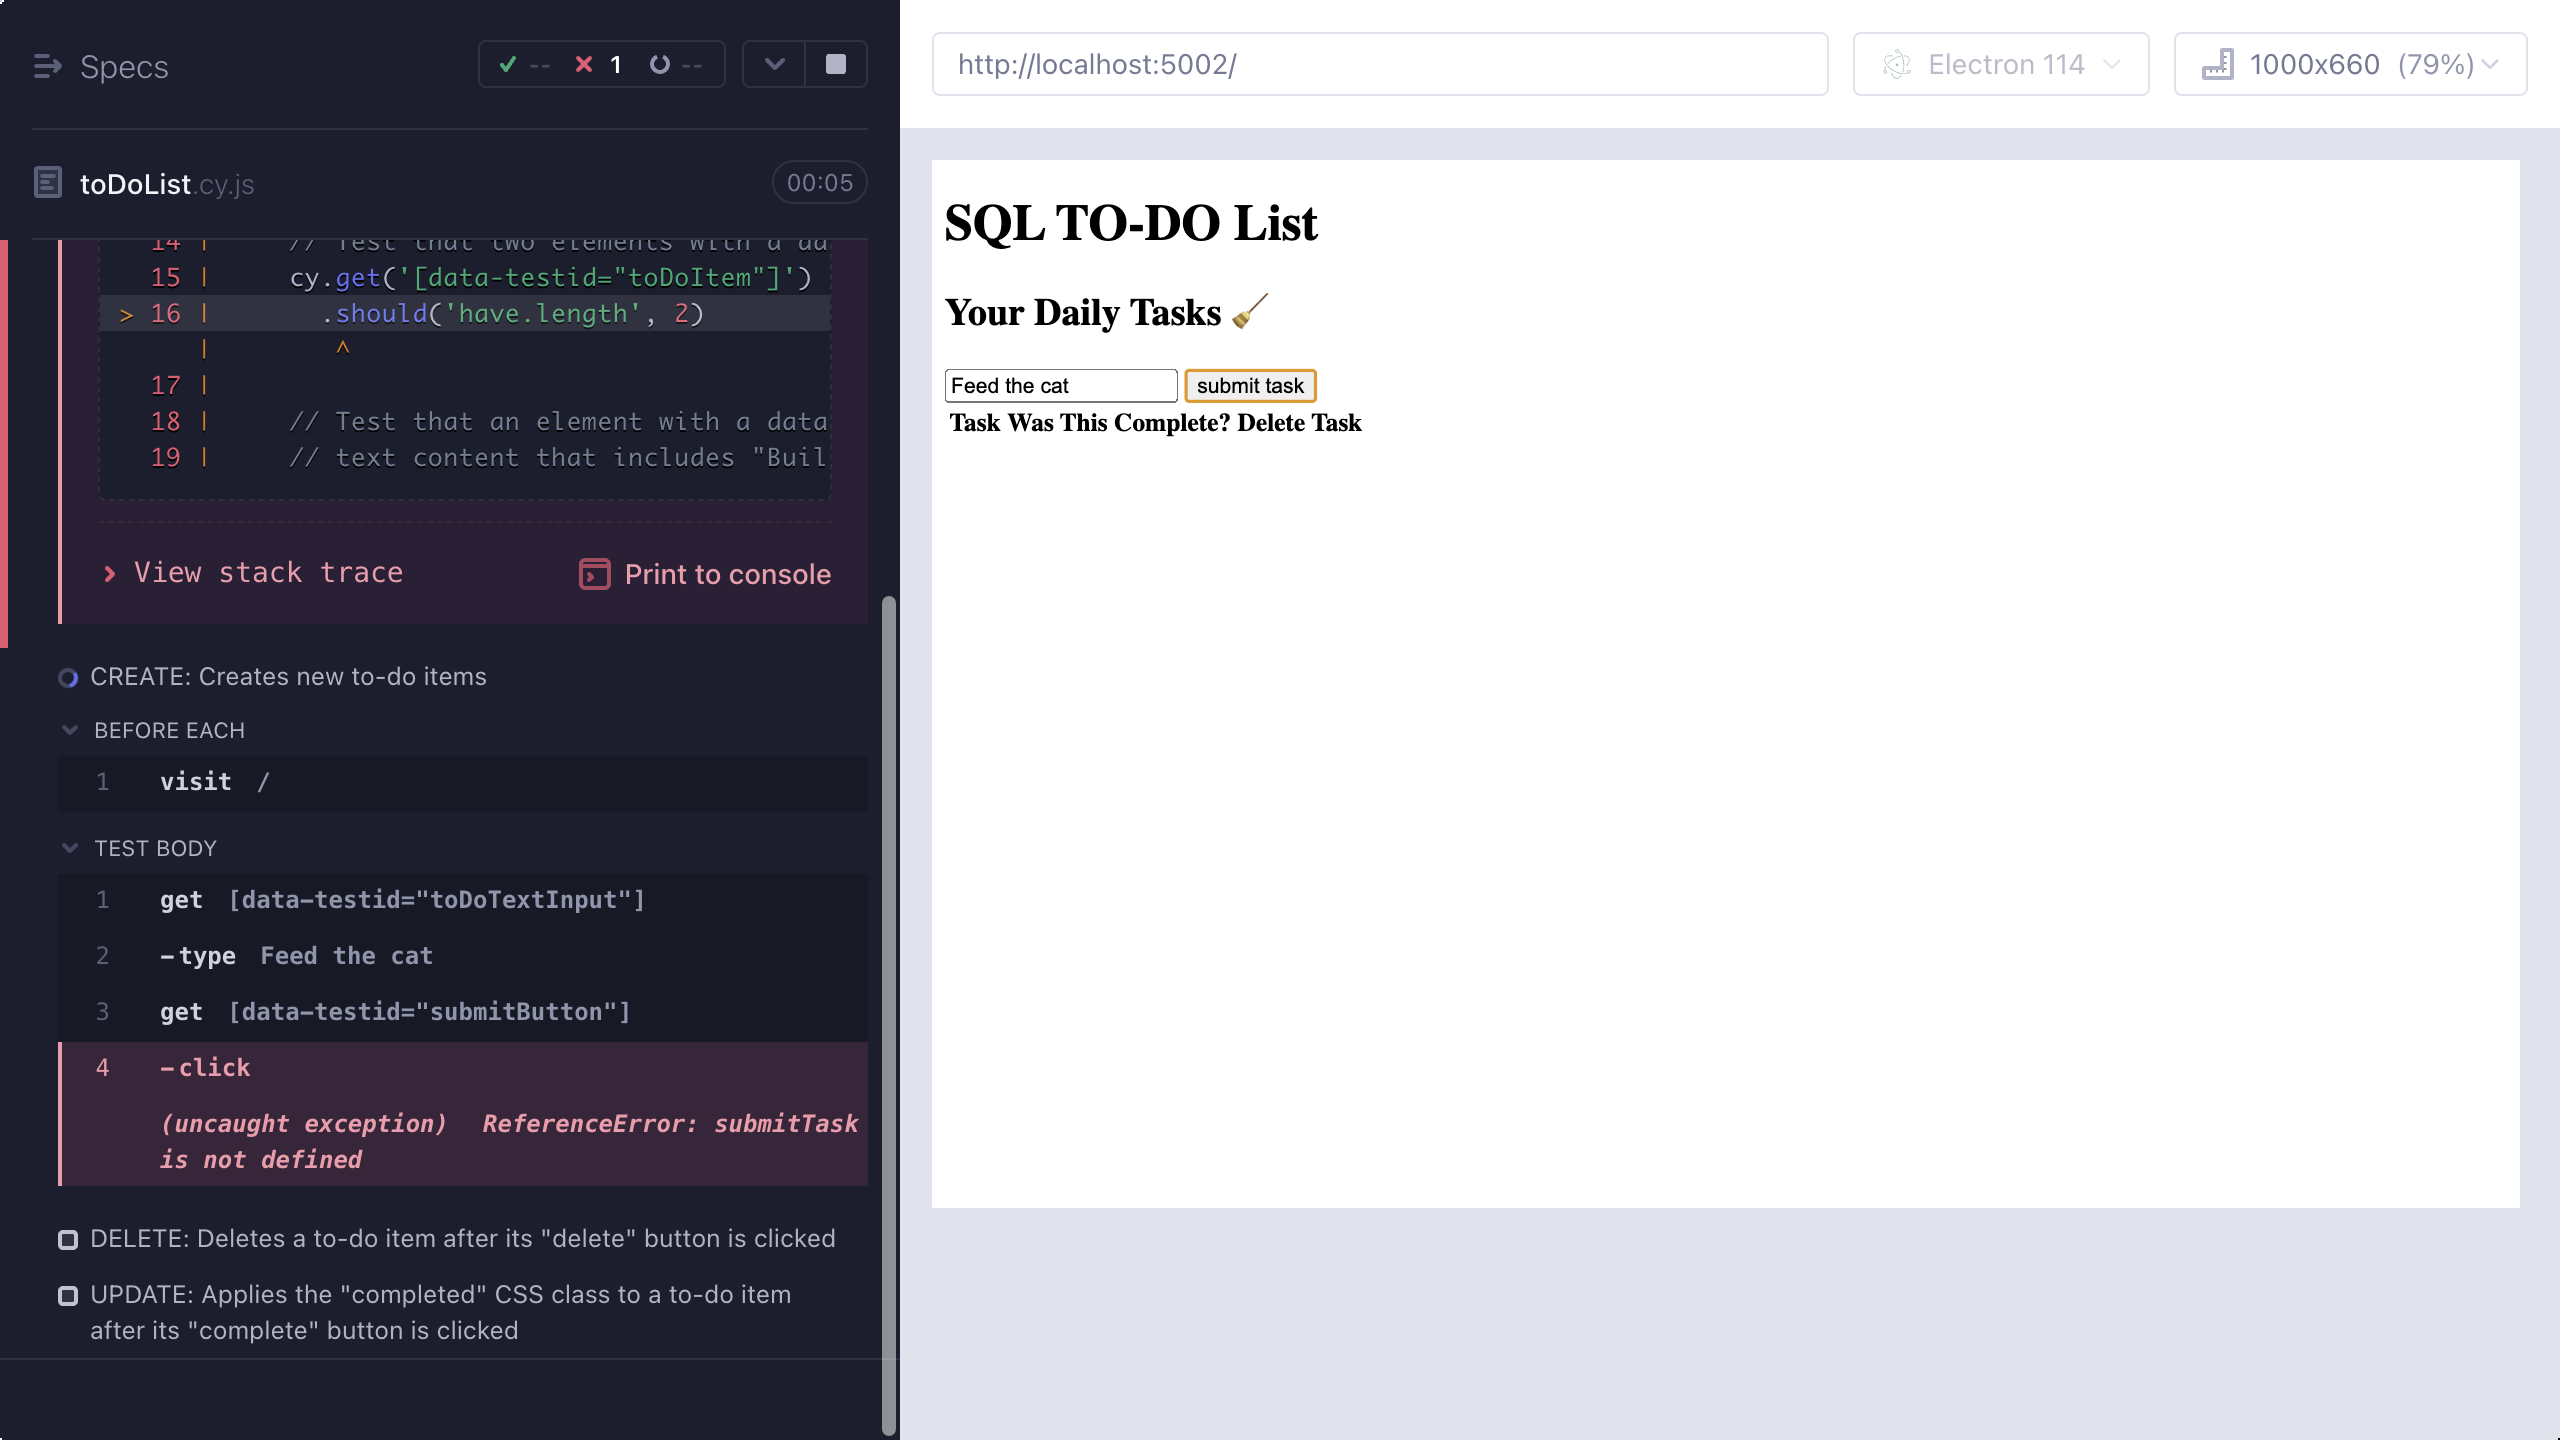 Specs
-- 1 --
toDoList.cy.js
00:05
14 | // Test that two elements with a da
15 | cy.get('[data-testid="toDoItem"]')
> 16 | .should('have.length', 2)
| ^
17 |
18 | // Test that an element with a data
19 | // text content that includes "Buil
View stack trace
Print to console
CREATE: Creates new to-do items
BEFORE EACH
1 visit /
TEST BODY
1 get [data-testid="toDoTextInput"]
2 -type Feed the cat
3 get [data-testid="submitButton"]
4 -click
(uncaught exception) ReferenceError: submitTask
is not defined
DELETE: Deletes a to-do item after its "delete" button is clicked
UPDATE: Applies the "completed" CSS class to a to-do item
after its "complete" button is clicked
http://localhost:5002/
Electron 114
1000x660 (79%)
SQL TO-DO List
Your Daily Tasks
Feed the cat submit task
Task Was This Complete? Delete Task